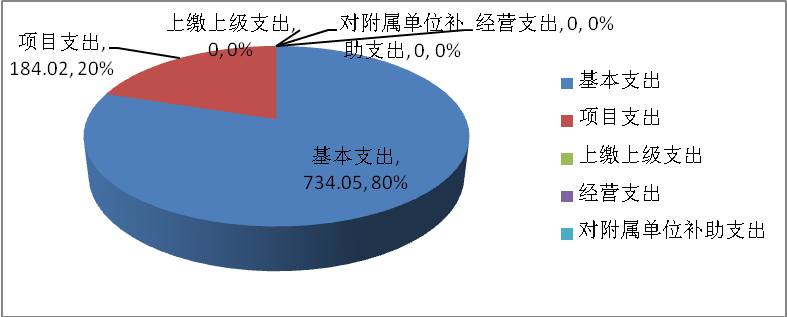 上缴上级支出,
0, 0%
对附属单位补
助支出, 0, 0%
经营支出, 0, 0%
项目支出,
184.02, 20%
基本支出,
734.05, 80%
基本支出
项目支出
上缴上级支出
经营支出
对附属单位补助支出